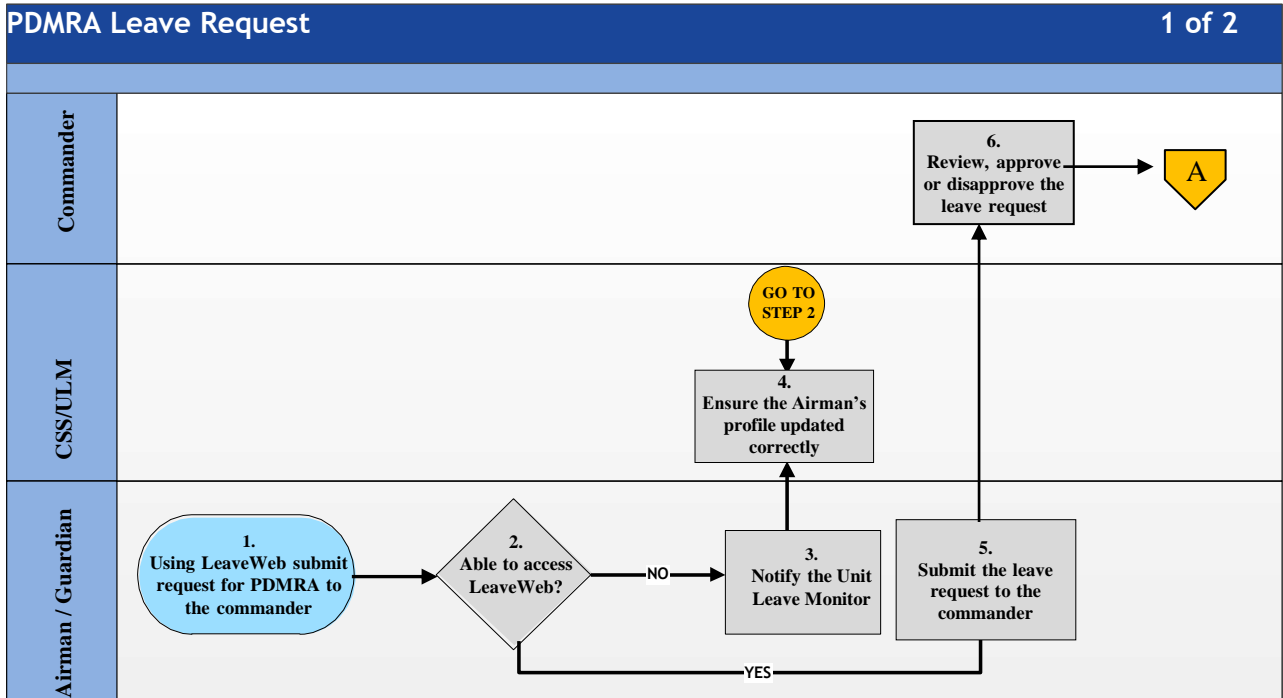 PDMRA Leave Request 1 of 2
Commander
6.
Review, approve
or disapprove the
leave request
A
CSS/ULM
GO TO
STEP 2
4.
Ensure the Airman’s
profile updated
correctly
Airman / Guardian
1.
Using LeaveWeb submit
request for PDMRA to
the commander
2.
Able to access
LeaveWeb?
NO
3.
Notify the Unit
Leave Monitor
5.
Submit the leave
request to the
commander
YES